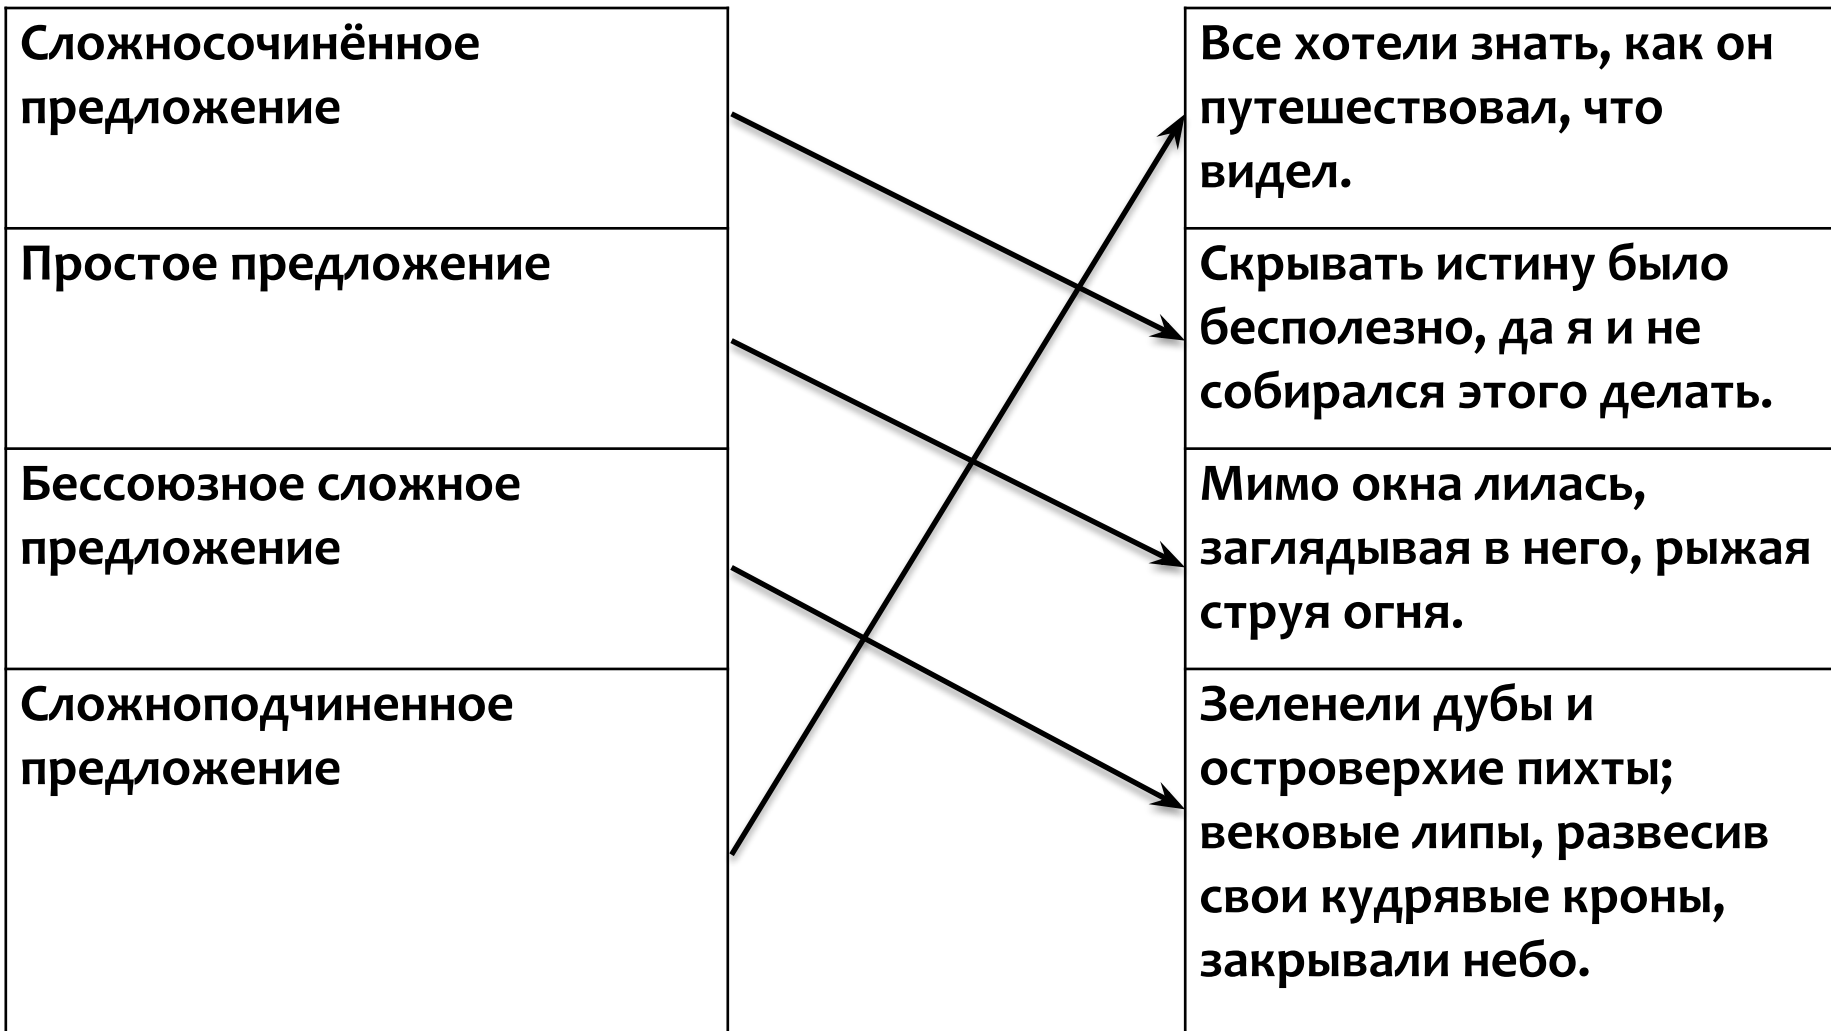 Сложносочинённое
предложение
Все хотели знать, как он
путешествовал, что
видел.
Простое предложение
Скрывать истину было
бесполезно, да я и не
собирался этого делать.
Бессоюзное сложное
предложение
Мимо окна лилась,
заглядывая в него, рыжая
струя огня.
Сложноподчиненное
предложение
Зеленели дубы и
островерхие пихты;
вековые липы, развесив
свои кудрявые кроны,
закрывали небо.